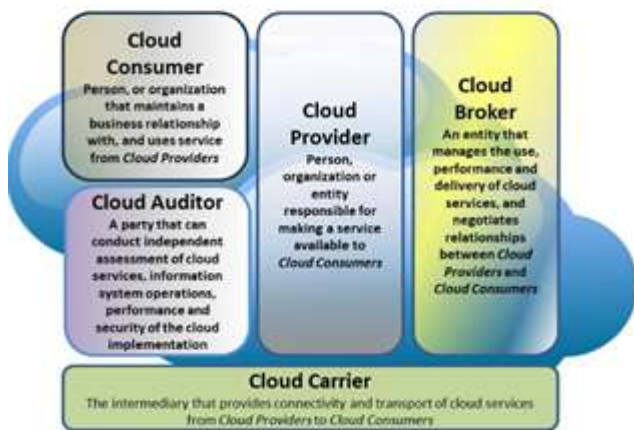 Cloud
Consumer
Person, or organization
that maintains a
business relationship
with, and uses service
from Cloud Providers
Cloud Auditor
A party that can
conduct independent
assessment of cloud
services, information
system operations,
performance and
security of the cloud
implementation
Cloud
Provider
Person,
organization or
entity
responsible for
making a service
available to
Cloud Consumers
Cloud
Broker
An entity that
manages the use,
performance and
delivery of cloud
services, and
negotiates
relationships
between Cloud
Providers and
Cloud Consumers
Cloud Carrier
The intermediary that provides connectivity and transport of cloud services
from Cloud Providers to Cloud Consumers